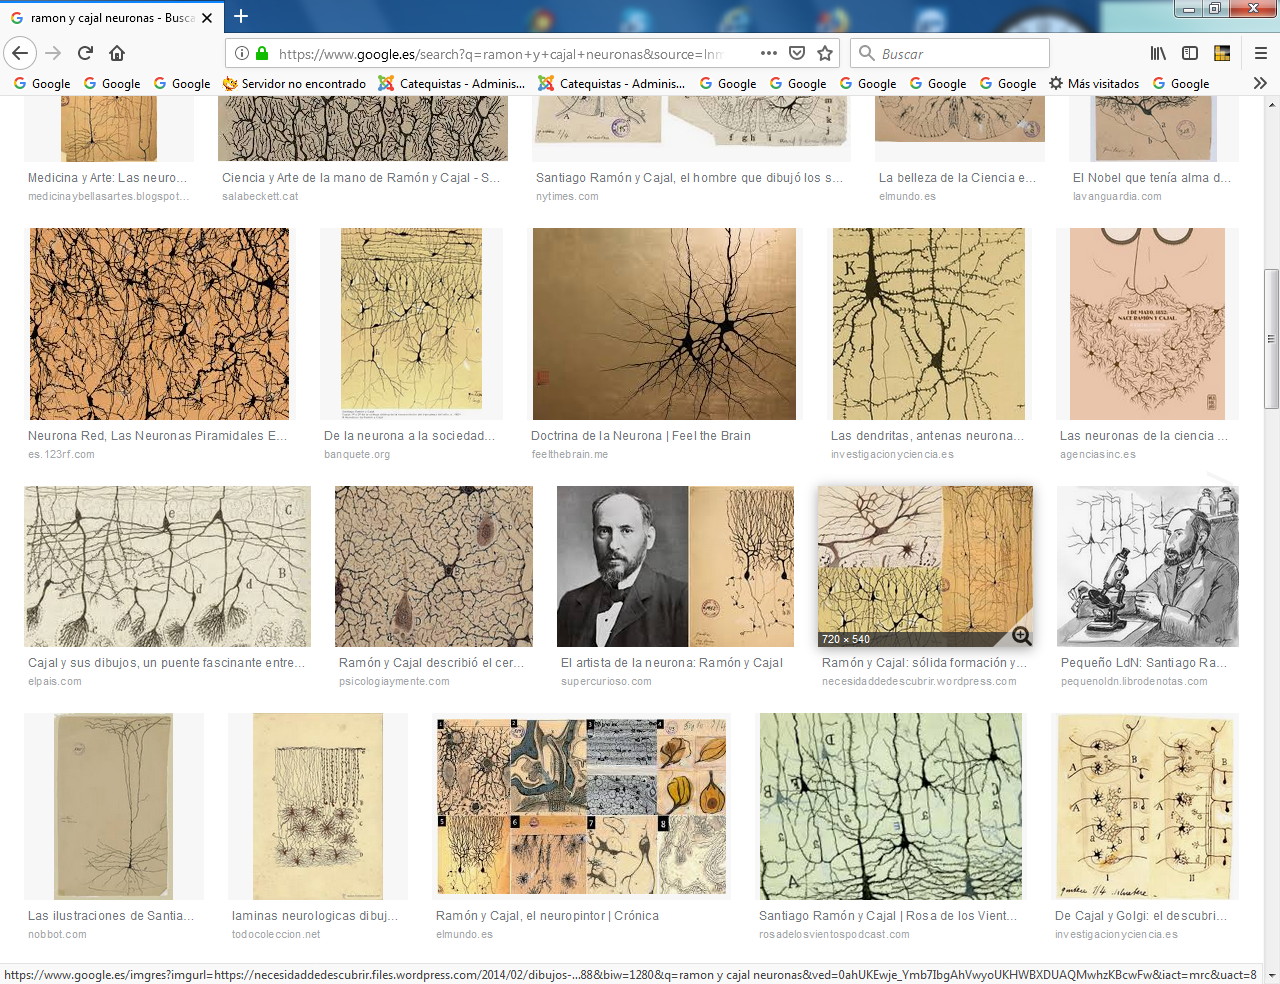 ramon y cajal neuronas - Busca
https://www.google.es/search?q=ramon+y+cajal+neuronas&source=lnm
Buscar
Google
Google
Google
Servidor no encontrado
Catequistas - Adminis...
Catequistas - Adminis...
Google
Google
Google
Google
Google
Más visitados
Google
Medicina y Arte: Las neuro...
medicinaybellasartes.blogspot...
Ciencia y Arte de la mano de Ramón y Cajal - S...
salabeckett.cat
Santiago Ramón y Cajal, el hombre que dibujó los s...
nytimes.com
La belleza de la Ciencia e...
elmundo.es
El Nobel que tenía alma d...
lavanguardia.com
1 DE MAYO, 1852:
NACE RAMÓN Y CAJAL
Neurona Red, Las Neuronas Piramidales E...
es.123rf.com
De la neurona a la sociedad...
banquete.org
Doctrina de la Neurona | Feel the Brain
feelthebrain.me
Las dendritas, antenas neurona...
investigacionyciencia.es
Las neuronas de la ciencia ...
agenciasinc.es
720 × 540
Cajal y sus dibujos, un puente fascinante entre...
elpais.com
Ramón y Cajal describió el cer...
psicologiaymente.com
El artista de la neurona: Ramón y Cajal
supercurioso.com
Ramón y Cajal: sólida formación y...
necesidaddedescubrir.wordpress.com
Pequeño LdN: Santiago Ra...
pequenoldn.librodenotas.com
Las ilustraciones de Santia...
nobbot.com
laminas neurologicas dibuj...
todocoleccion.net
Ramón y Cajal, el neuropintor | Crónica
elmundo.es
Santiago Ramón y Cajal | Rosa de los Vient...
rosadelosvientospodcast.com
De Cajal y Golgi: el descubri...
investigacionyciencia.es
https://www.google.es/imgres?imgurl=https://necesidaddedescubrir.files.wordpress.com/2014/02/dibujos-...88&biw=1280&q=ramon y cajal neuronas&ved=0ahUKEwje_Ymb7IbgAhVwyoUKHWBXDUAQMwhzKBcwFw&iact=mrc&uact=8